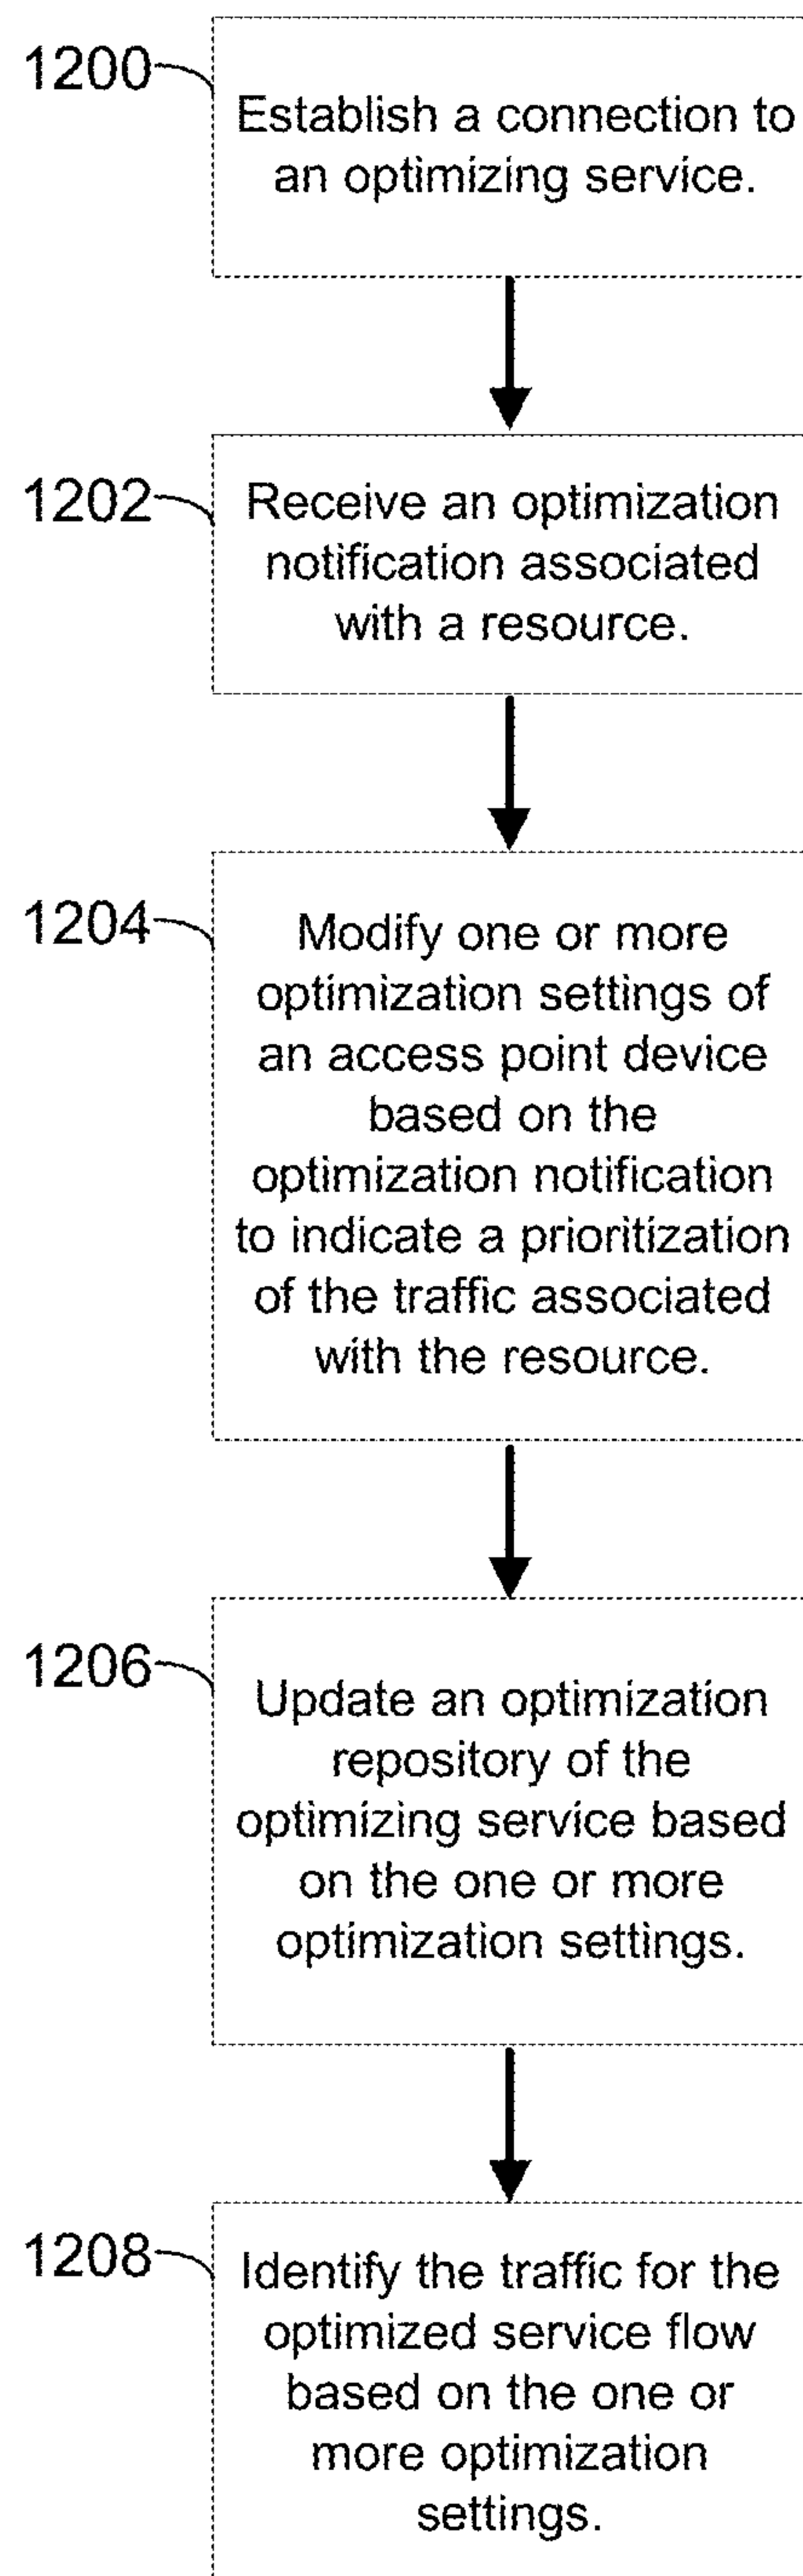 1200
Establish a connection to
an optimizing service.
1202
Receive an optimization
notification associated
with a resource.
1204
Modify one or more
optimization settings of
an access point device
based on the
optimization notification
to indicate a prioritization
of the traffic associated
with the resource.
1206
Update an optimization
repository of the
optimizing service based
on the one or more
optimization settings.
1208
Identify the traffic for the
optimized service flow
based on the one or
more optimization
settings.